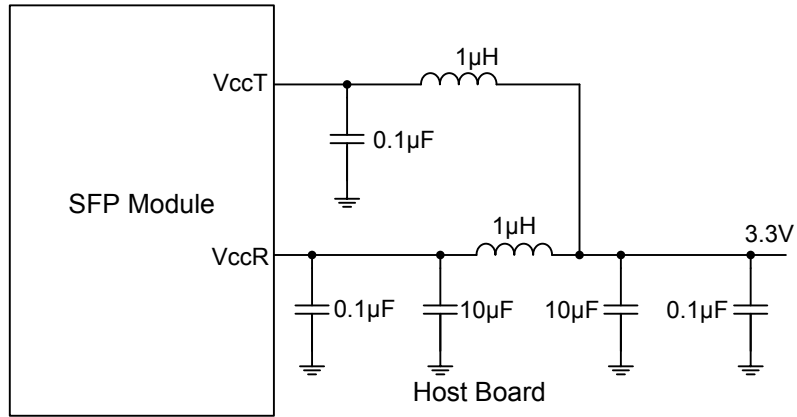 1µH
VccT
0.1µF
SFP Module
1µH
3.3V
VccR
0.1µF
10µF
10µF
0.1µF
Host Board